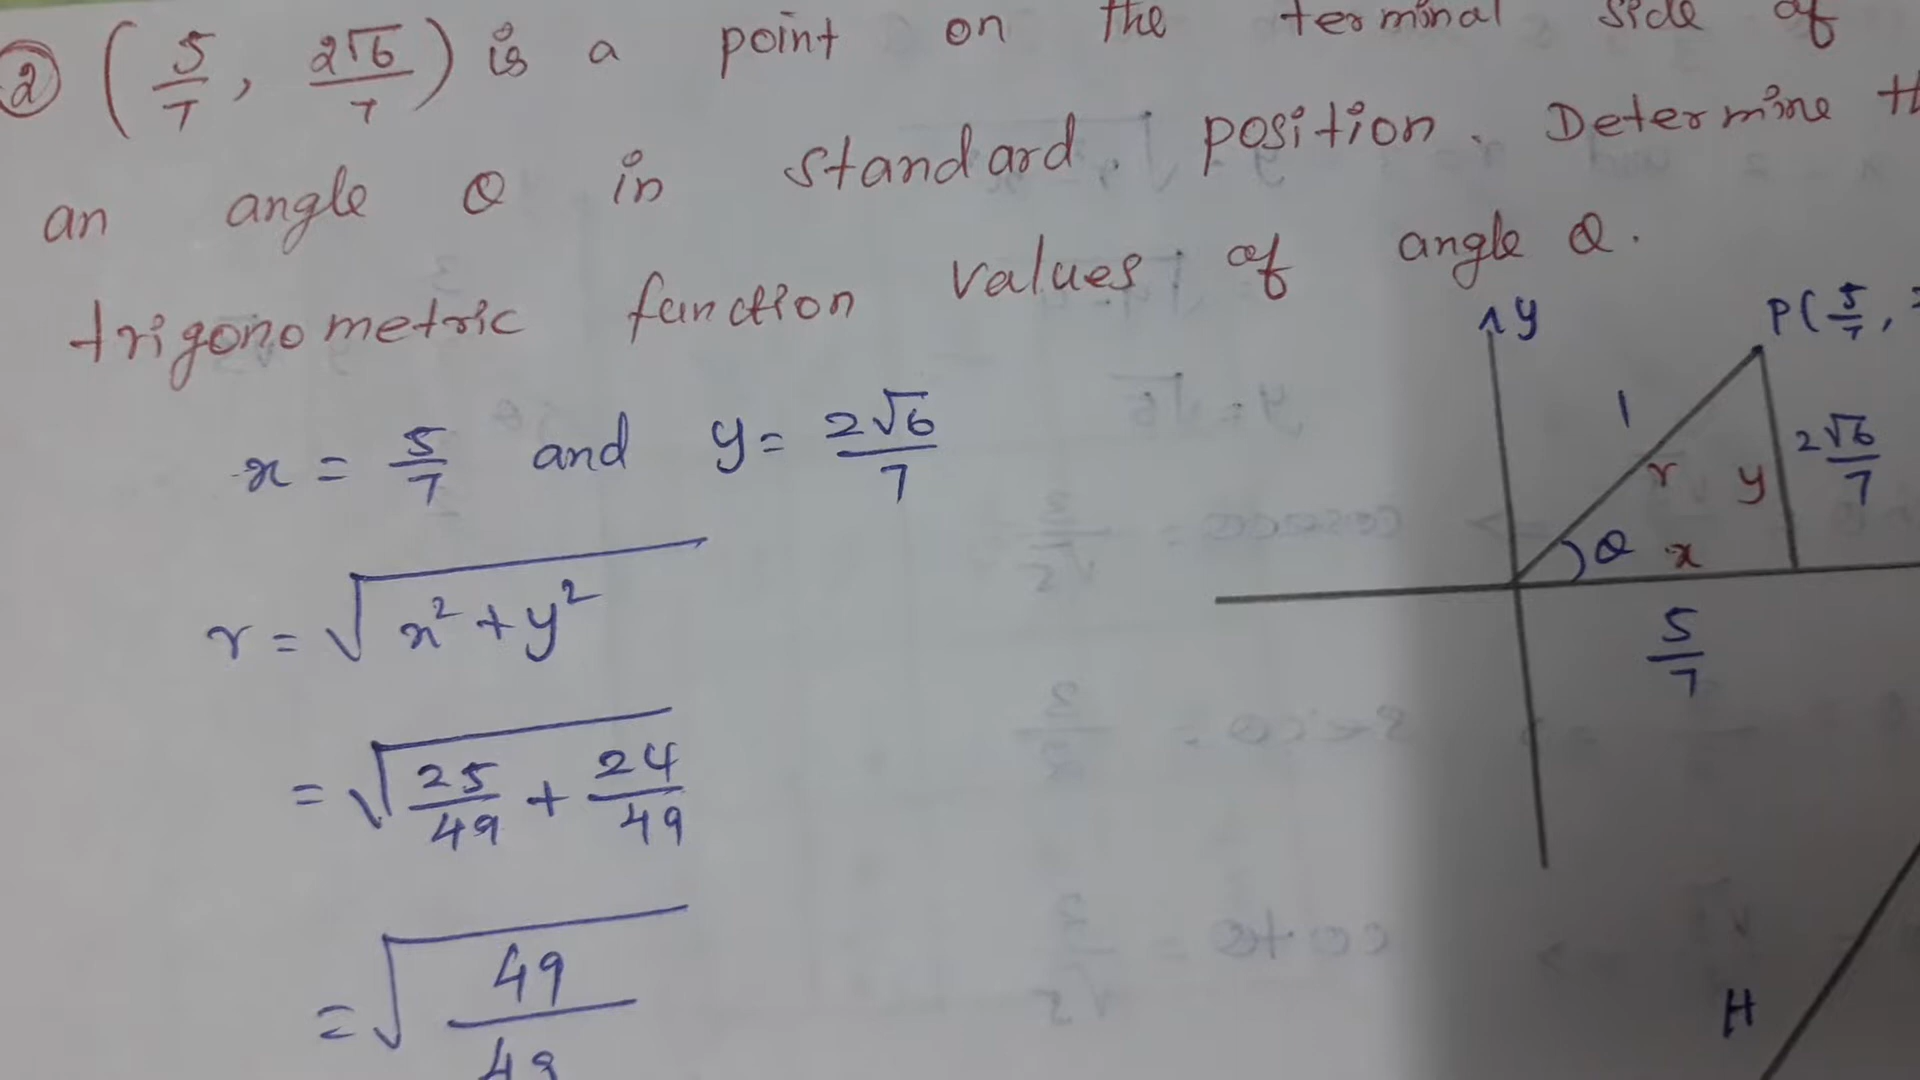 ② (5/7, 2√6/7) is a point on the terminal side of
an angle θ in standard position. Determine
trigonometric function values of angle θ.
x = 5/7 and y = 2√6/7
r = √(x² + y²)
= √(25/49 + 24/49)
= √(49/49)
y
P(5/7,
1
r
y
2√6/7
θ
x
5/7
H